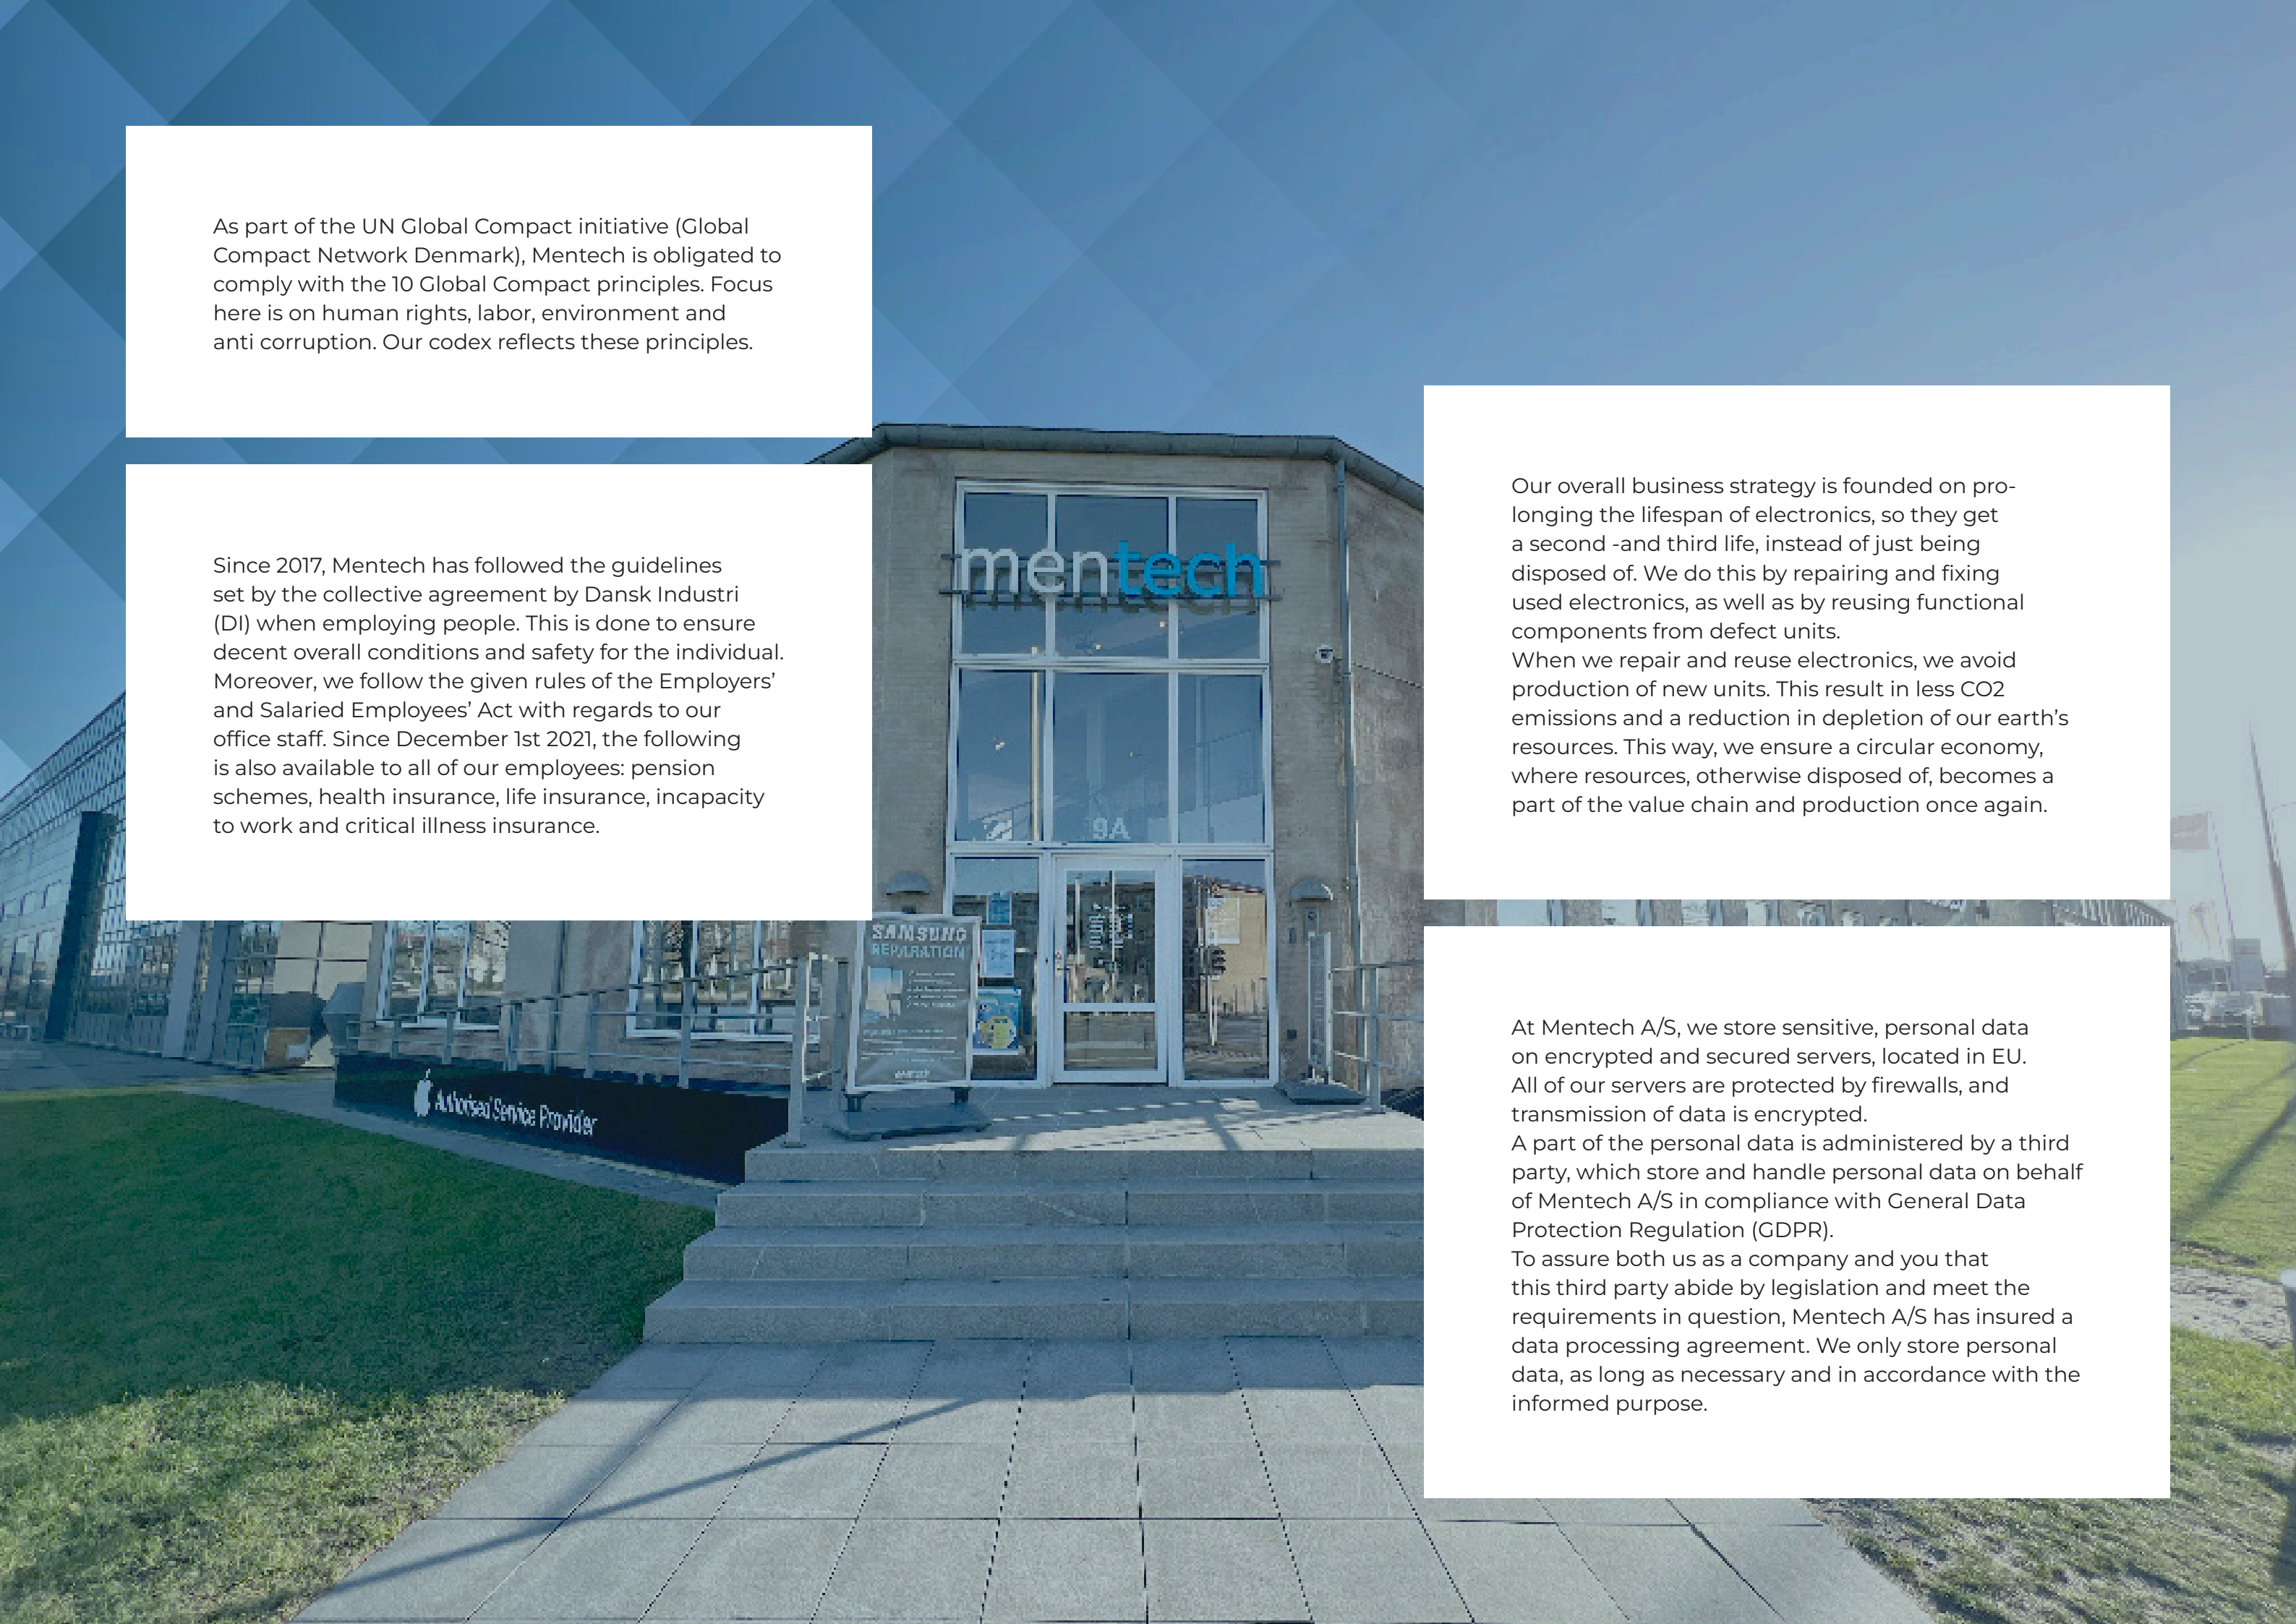 As part of the UN Global Compact initiative (Global
Compact Network Denmark), Mentech is obligated to
comply with the 10 Global Compact principles. Focus
here is on human rights, labor, environment and
anti corruption. Our codex reflects these principles.
Since 2017, Mentech has followed the guidelines
set by the collective agreement by Dansk Industri
(DI) when employing people. This is done to ensure
decent overall conditions and safety for the individual.
Moreover, we follow the given rules of the Employers’
and Salaried Employees’ Act with regards to our
office staff. Since December 1st 2021, the following
is also available to all of our employees: pension
schemes, health insurance, life insurance, incapacity
to work and critical illness insurance.
mentech
9A
SAMSUNG
REPARATION
Authorised Service Provider
Our overall business strategy is founded on pro-
longing the lifespan of electronics, so they get
a second -and third life, instead of just being
disposed of. We do this by repairing and fixing
used electronics, as well as by reusing functional
components from defect units.
When we repair and reuse electronics, we avoid
production of new units. This result in less CO2
emissions and a reduction in depletion of our earth’s
resources. This way, we ensure a circular economy,
where resources, otherwise disposed of, becomes a
part of the value chain and production once again.
At Mentech A/S, we store sensitive, personal data
on encrypted and secured servers, located in EU.
All of our servers are protected by firewalls, and
transmission of data is encrypted.
A part of the personal data is administered by a third
party, which store and handle personal data on behalf
of Mentech A/S in compliance with General Data
Protection Regulation (GDPR).
To assure both us as a company and you that
this third party abide by legislation and meet the
requirements in question, Mentech A/S has insured a
data processing agreement. We only store personal
data, as long as necessary and in accordance with the
informed purpose.